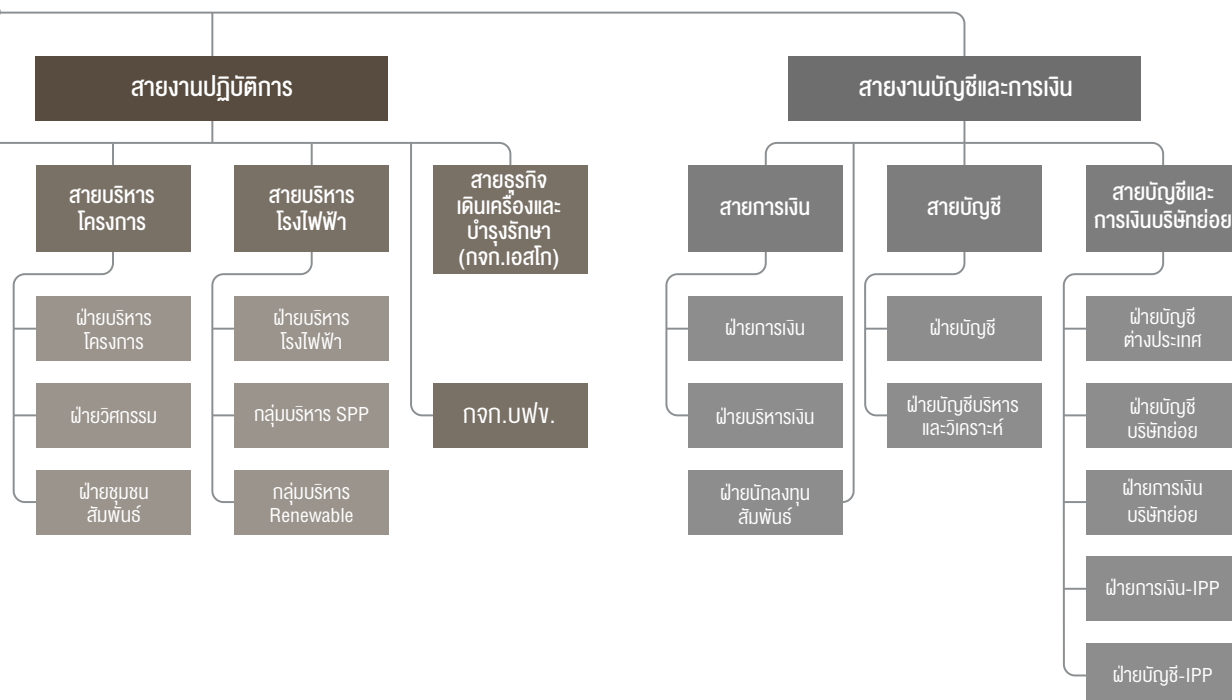 สายงานปฏิบัติการ
สายบริหาร
โครงการ
ฝ่ายบริหาร
โครงการ
ฝ่ายวิศกรรม
ฝ่ายชุมชน
สัมพันธ์
สายบริหาร
โรงไฟฟ้า
ฝ่ายบริหาร
โรงไฟฟ้า
กลุ่มบริหาร SPP
กลุ่มบริหาร
Renewable
สายธุรกิจ
เดินเครื่องและ
บำรุงรักษา
(กจก.เอสโก)
กจก.บฟข.
สายงานบัญชีและการเงิน
สายการเงิน
ฝ่ายการเงิน
ฝ่ายบริหารเงิน
ฝ่ายนักลงทุน
สัมพันธ์
สายบัญชี
ฝ่ายบัญชี
ฝ่ายบัญชีบริหาร
และวิเคราะห์
สายบัญชีและ
การเงินบริษัทย่อย
ฝ่ายบัญชี
ต่างประเทศ
ฝ่ายบัญชี
บริษัทย่อย
ฝ่ายการเงิน
บริษัทย่อย
ฝ่ายการเงิน-IPP
ฝ่ายบัญชี-IPP